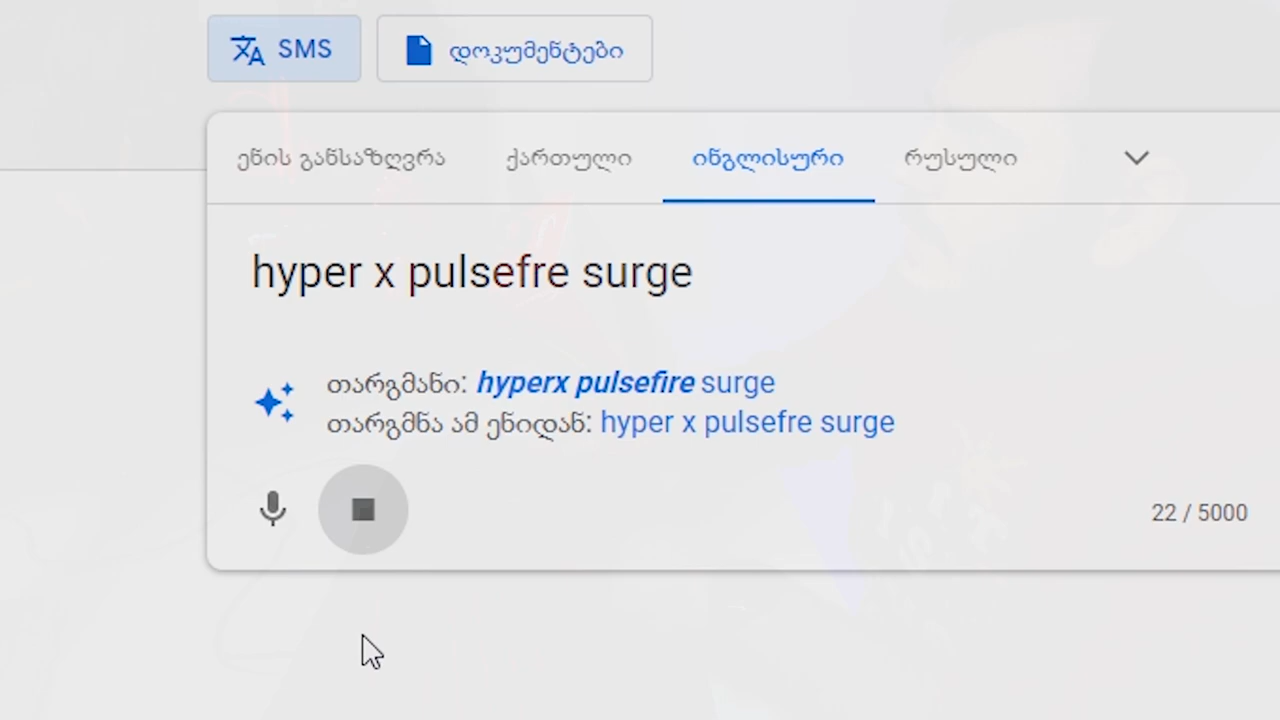 SMS
დოკუმენტები
ენის განსაზღვრა ქართული ინგლისური რუსული
hyper x pulsefre surge
თარგმანი: hyperx pulsefire surge
თარგმნა ამ ენიდან: hyper x pulsefre surge
22 / 5000